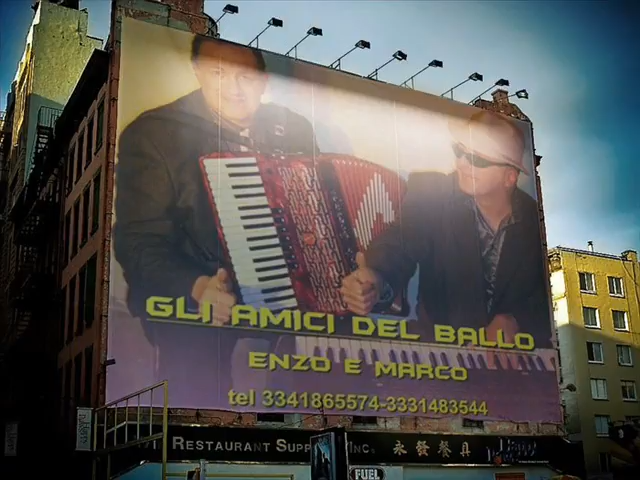 GLI AMICI DEL BALLO
ENZO E MARCO
tel 3341865574-3331483544
RESTAURANT SUPP INC.
永發餐具
FUEL